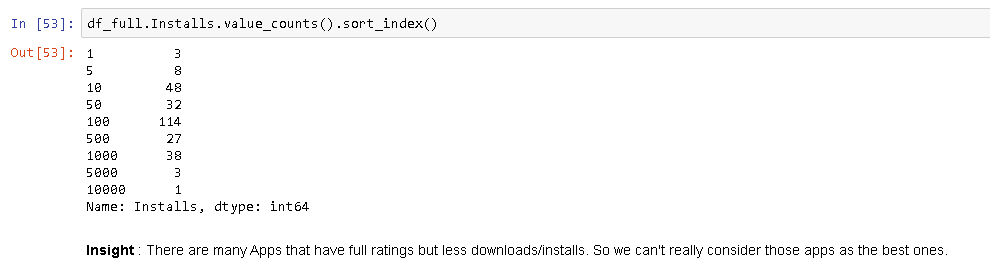 In [53]: df_full.Installs.value_counts().sort_index()
Out[53]: 1 3
5 8
10 48
50 32
100 114
500 27
1000 38
5000 3
10000 1
Name: Installs, dtype: int64
Insight : There are many Apps that have full ratings but less downloads/installs. So we can't really consider those apps as the best ones.